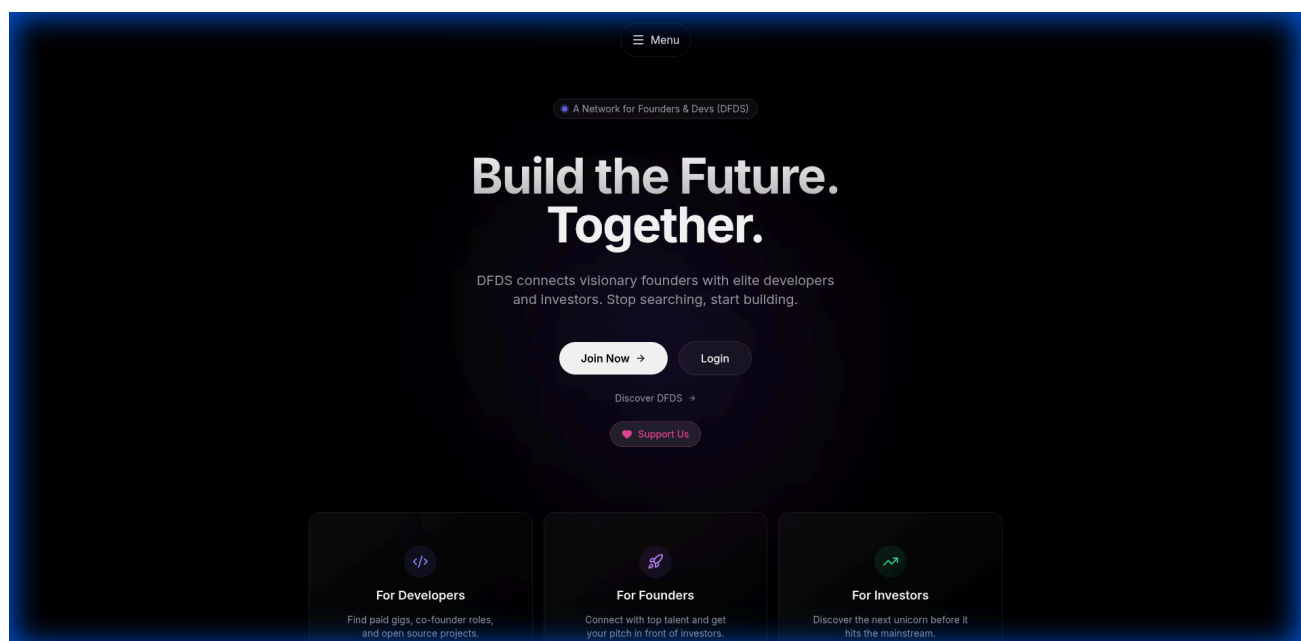 Menu
A Network for Founders & Devs (DFDS)
Build the Future.
Together.
DFDS connects visionary founders with elite developers
and investors. Stop searching, start building.
Join Now →
Login
Discover DFDS →
Support Us
For Developers
Find paid gigs, co-founder roles,
and open source projects.
For Founders
Connect with top talent and get
your pitch in front of investors.
For Investors
Discover the next unicorn before it
hits the mainstream.